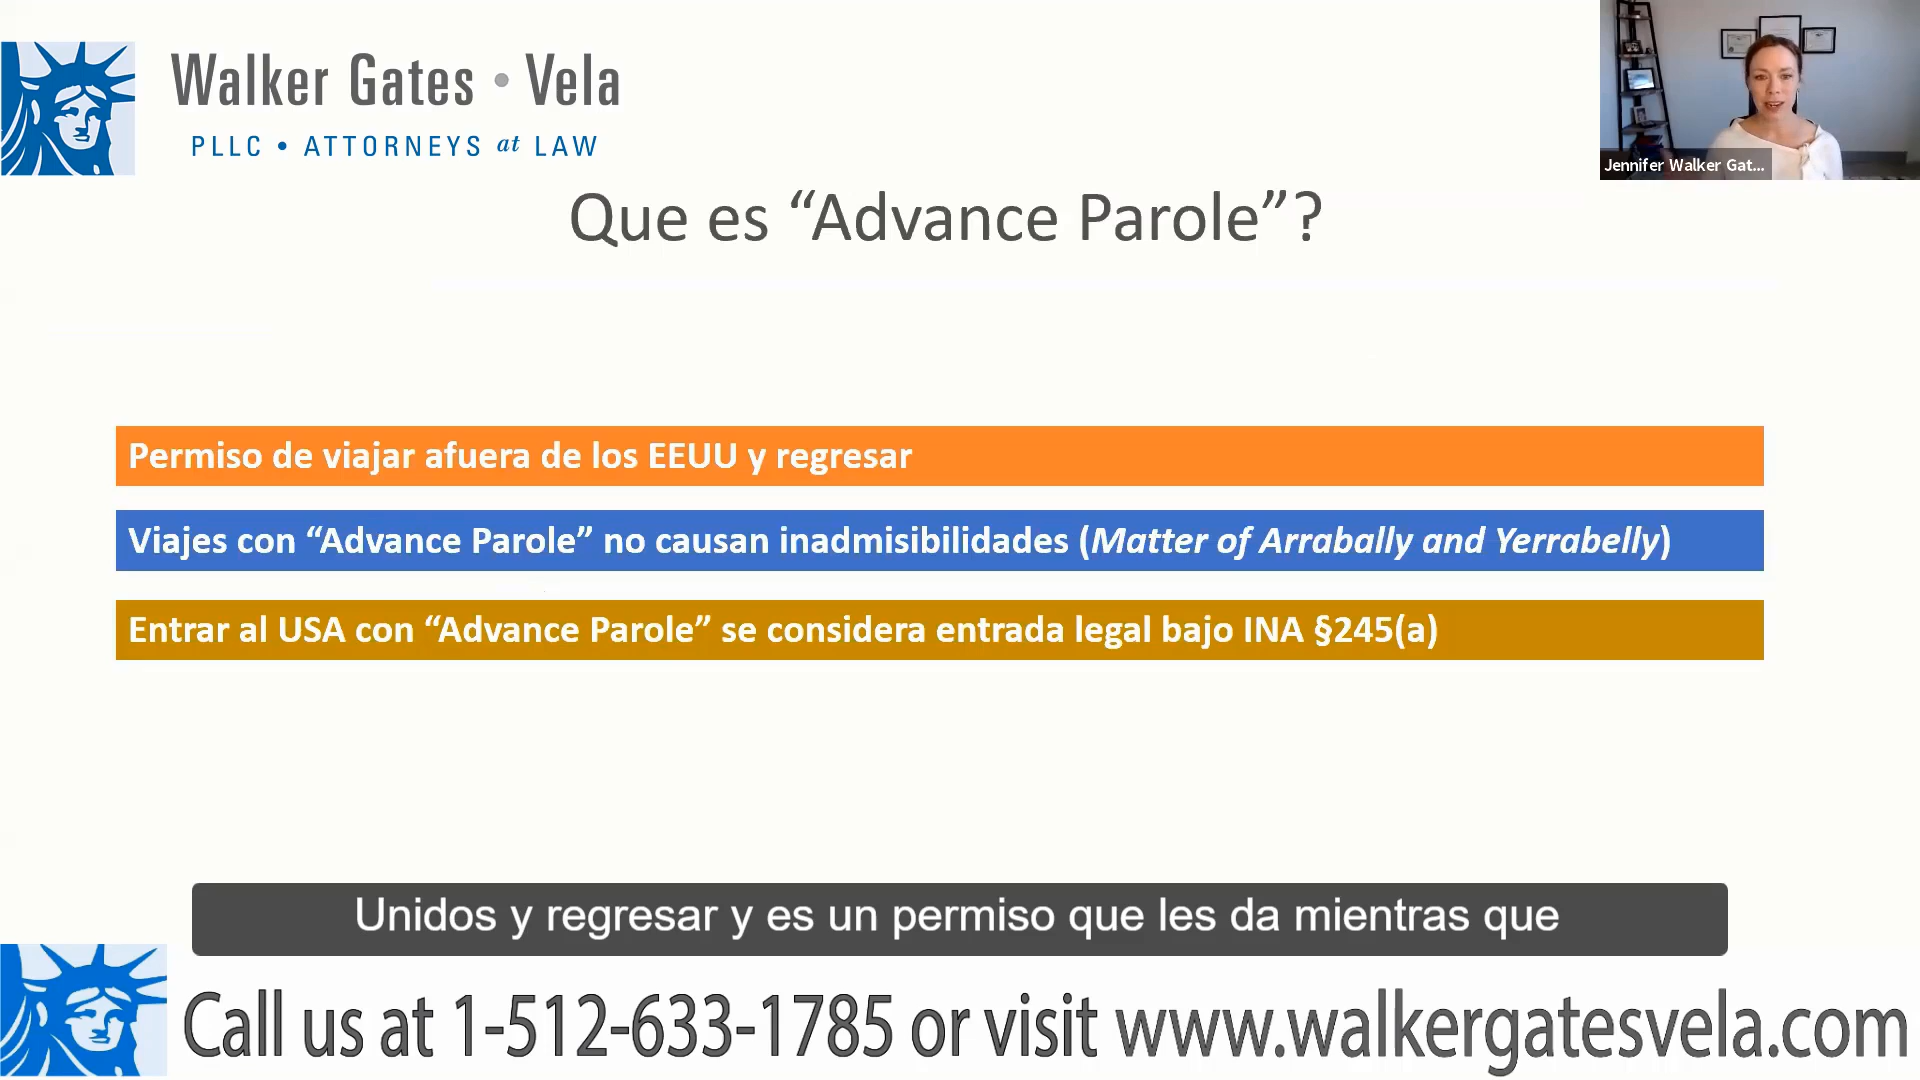 Walker Gates • Vela
PLLC • ATTORNEYS at LAW
Jennifer Walker Gat...
Que es “Advance Parole”?
Permiso de viajar afuera de los EEUU y regresar
Viajes con “Advance Parole” no causan inadmisibilidades (Matter of Arrabally and Yerrabelly)
Entrar al USA con “Advance Parole” se considera entrada legal bajo INA §245(a)
Unidos y regresar y es un permiso que les da mientras que
Call us at 1-512-633-1785 or visit www.walkergatesvela.com